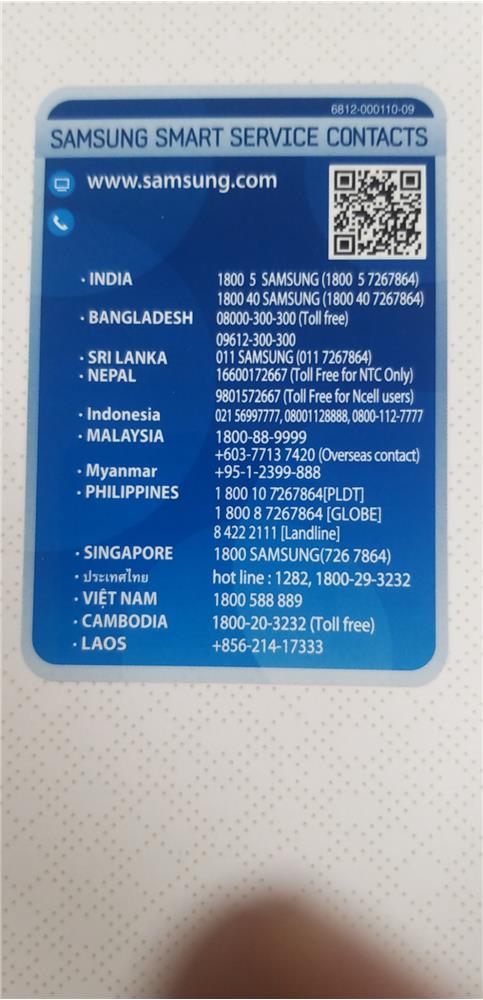 6812-000110-09
SAMSUNG SMART SERVICE CONTACTS
www.samsung.com
· INDIA 1800 5 SAMSUNG (1800 5 7267864)
1800 40 SAMSUNG (1800 40 7267864)
· BANGLADESH 08000-300-300 (Toll free)
09612-300-300
· SRI LANKA 011 SAMSUNG (011 7267864)
· NEPAL 16600172667 (Toll Free for NTC Only)
9801572667 (Toll Free for Ncell users)
· Indonesia 021 56997777, 08001128888, 0800-112-7777
· MALAYSIA 1800-88-9999
+603-7713 7420 (Overseas contact)
· Myanmar +95-1-2399-888
· PHILIPPINES 1 800 10 7267864[PLDT]
1 800 8 7267864 [GLOBE]
8 422 2111 [Landline]
· SINGAPORE 1800 SAMSUNG(726 7864)
· ประเทศไทย hot line : 1282, 1800-29-3232
· VIỆT NAM 1800 588 889
· CAMBODIA 1800-20-3232 (Toll free)
· LAOS +856-214-17333